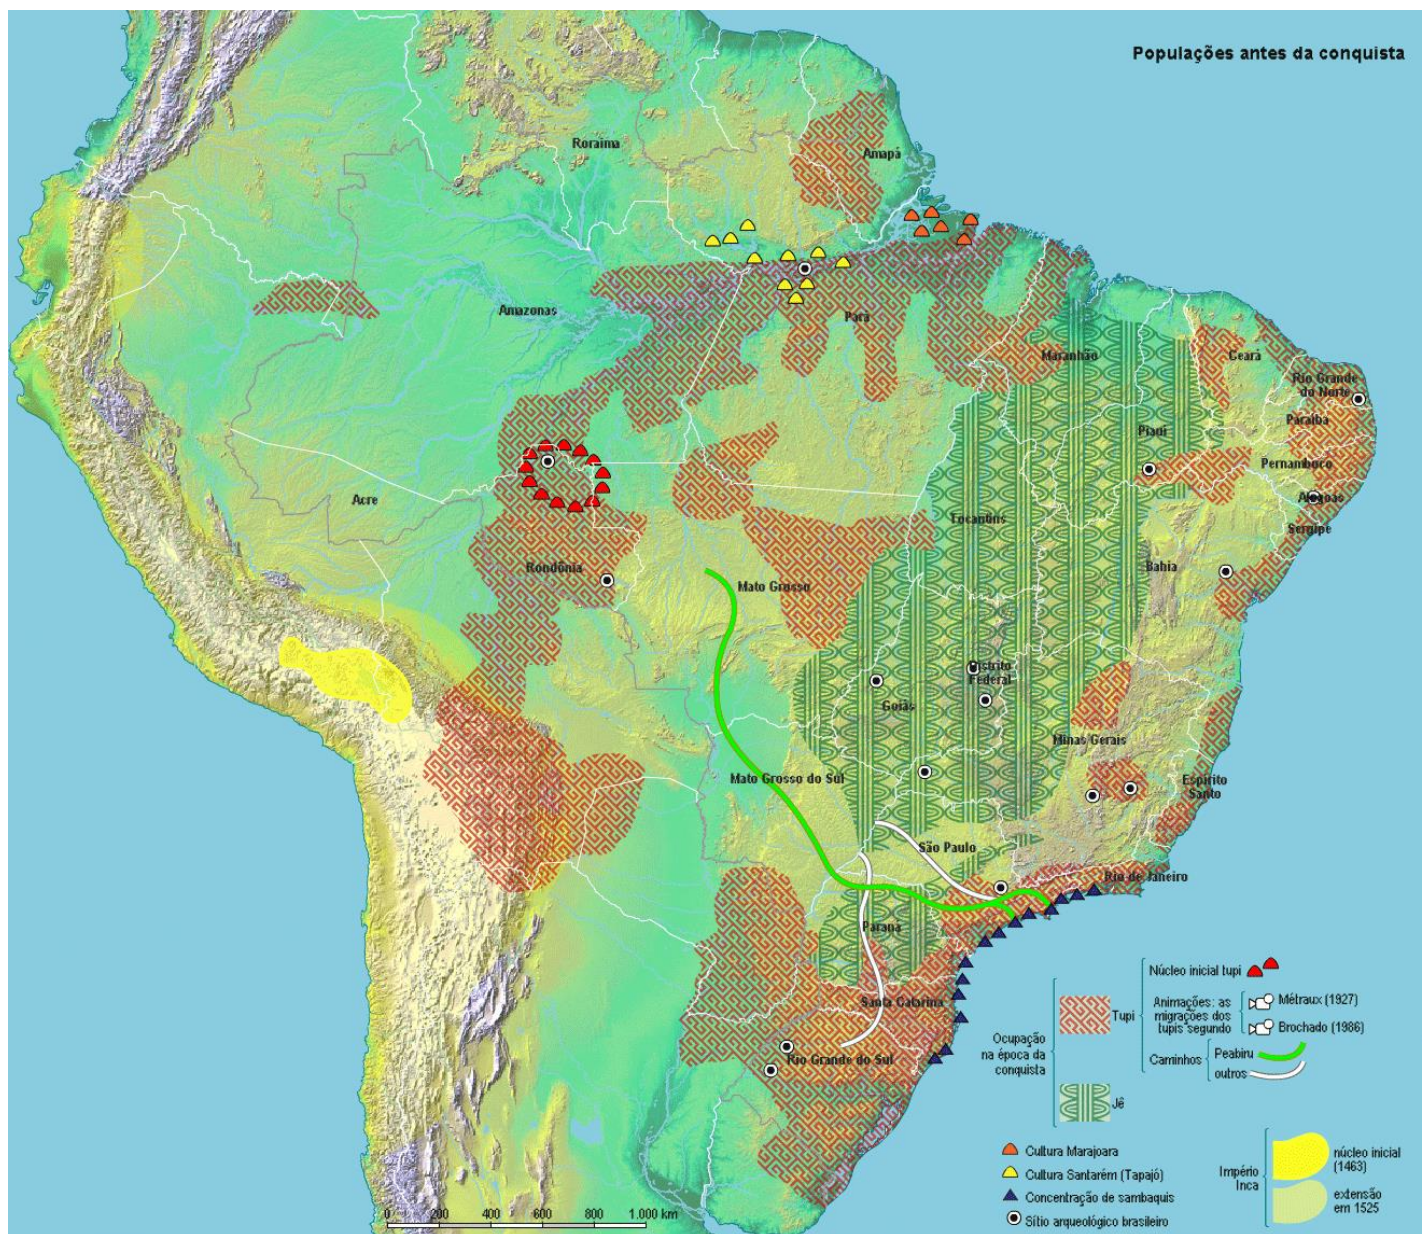 Populações antes da conquista
Roraima
Amapá
Amazonas
Pará
Maranhão
Ceará
Rio Grande
do Norte
Paraíba
Piauí
Pernambuco
Alagoas
Sergipe
Acre
Tocantins
Rondônia
Bahia
Mato Grosso
Distrito
Federal
Goiás
Minas Gerais
Mato Grosso do Sul
Espírito
Santo
São Paulo
Rio de Janeiro
Paraná
Santa Catarina
Rio Grande do Sul
Ocupação
na época da
conquista
Tupi
Núcleo inicial tupi
Animações: as
migrações dos
tupis segundo
Métraux (1927)
Brochado (1986)
Caminhos
Peabiru
outros
Jê
Cultura Marajoara
Cultura Santarém (Tapajó)
Concentração de sambaquis
Sítio arqueológico brasileiro
Império
Inca
núcleo inicial
(1463)
extensão
em 1525
0 200 400 600 800 1.000 km